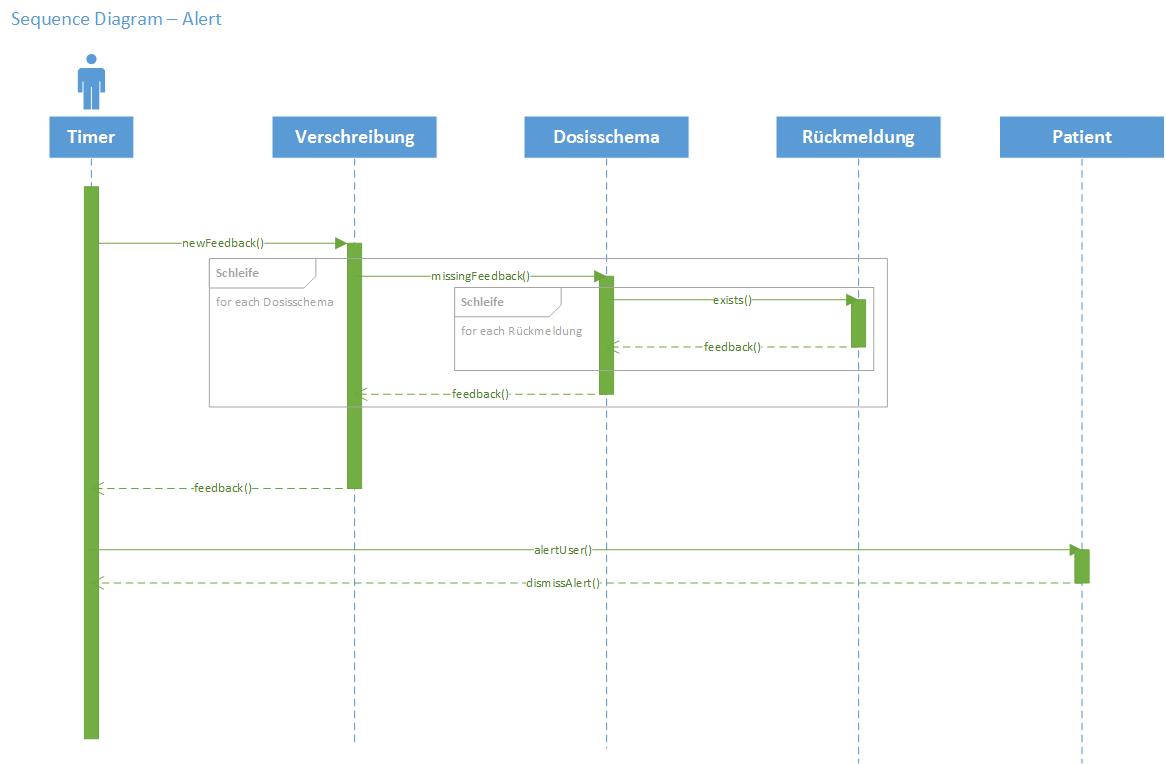 Sequence Diagram – Alert
Timer
Verschreibung
Dosisschema
Rückmeldung
Patient
newFeedback()
Schleife
for each Dosisschema
missingFeedback()
Schleife
for each Rückmeldung
exists()
feedback()
feedback()
feedback()
alertUser()
dismissAlert()